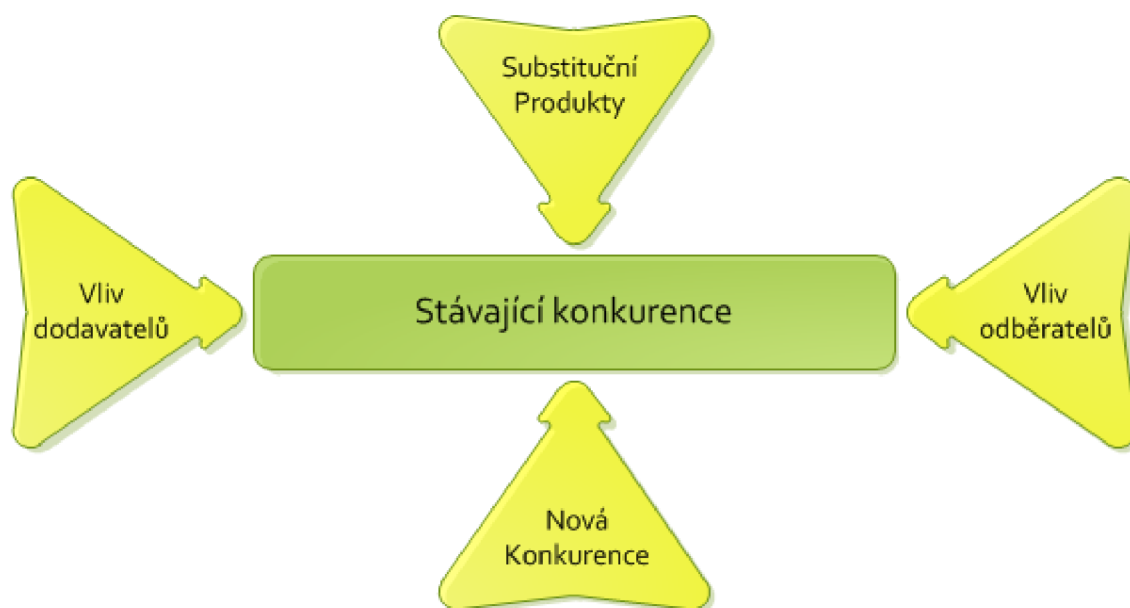 Substituční
Produkty
Vliv
dodavatelů
Stávající konkurence
Vliv
odběratelů
Nová
Konkurence